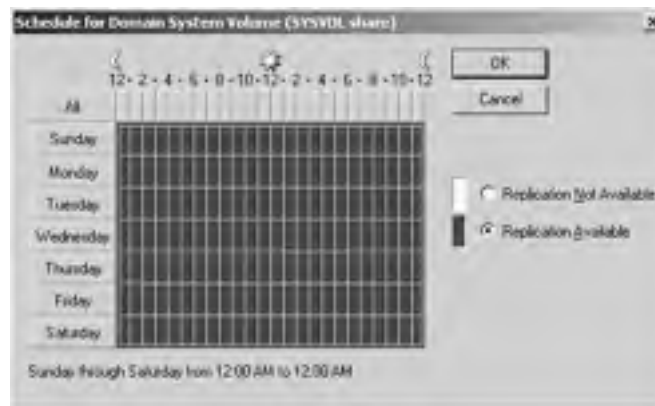 Schedule for Domain System Volume (SYSVOL share)
12 • 2 • 4 • 6 • 8 • 10 • 12 • 2 • 4 • 6 • 8 • 10 • 12
All
Sunday
Monday
Tuesday
Wednesday
Thursday
Friday
Saturday
OK
Cancel
Replication Not Available
Replication Available
Sunday through Saturday from 12:00 AM to 12:00 AM